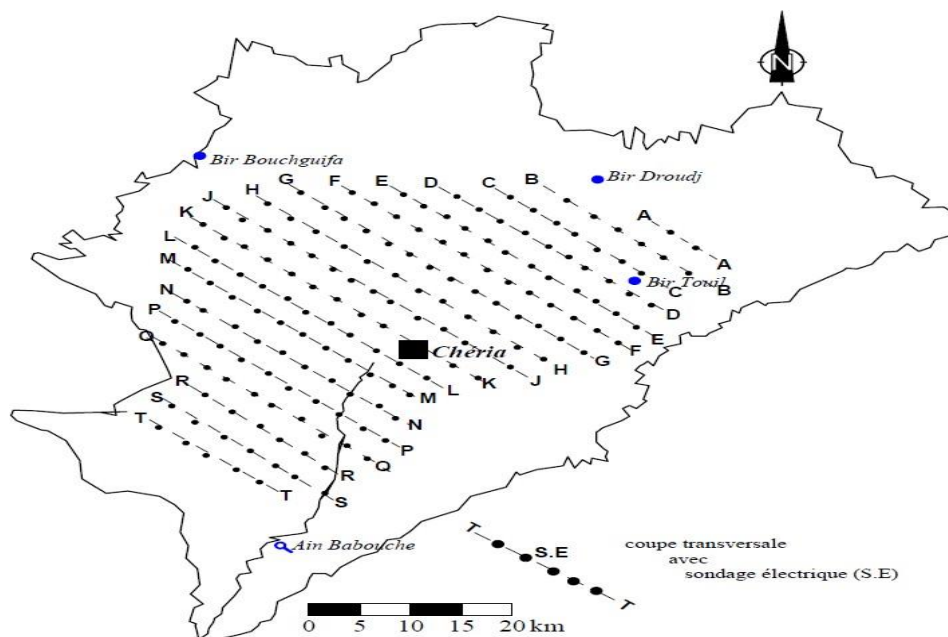 N
Bir Bouchguifa
Bir Droudj
B
C
D
E
F
G
H
J
K
L
M
N
P
Q
R
S
T
A
A
B
Bir Touil
C
D
E
F
G
H
J
K
L
M
N
P
Q
R
S
T
Chéria
Ain Babouche
T
S.E
T
coupe transversale
avec
sondage électrique (S.E)
0 5 10 15 20 km